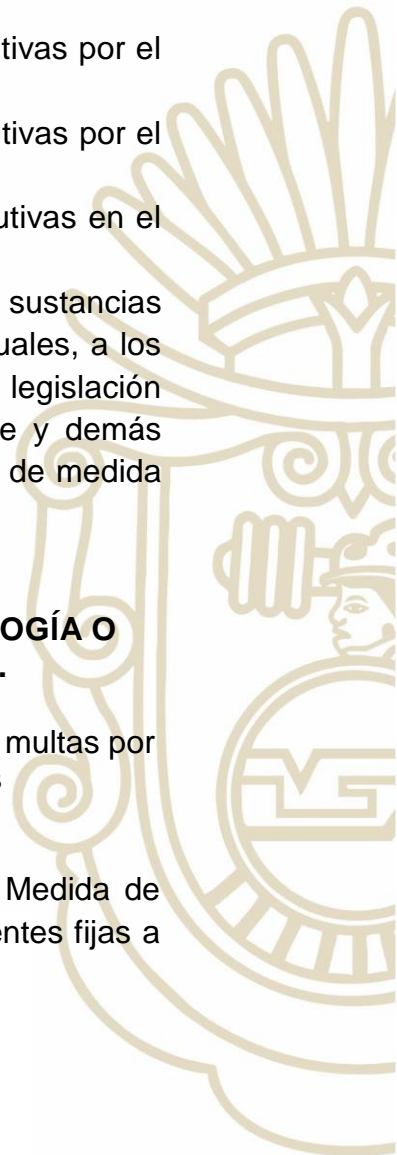 tivas por el
tivas por el
utivas en el
sustancias
uales, a los
legislación
e y demás
de medida
OGÍA O
.
multas por
Medida de
entes fijas a